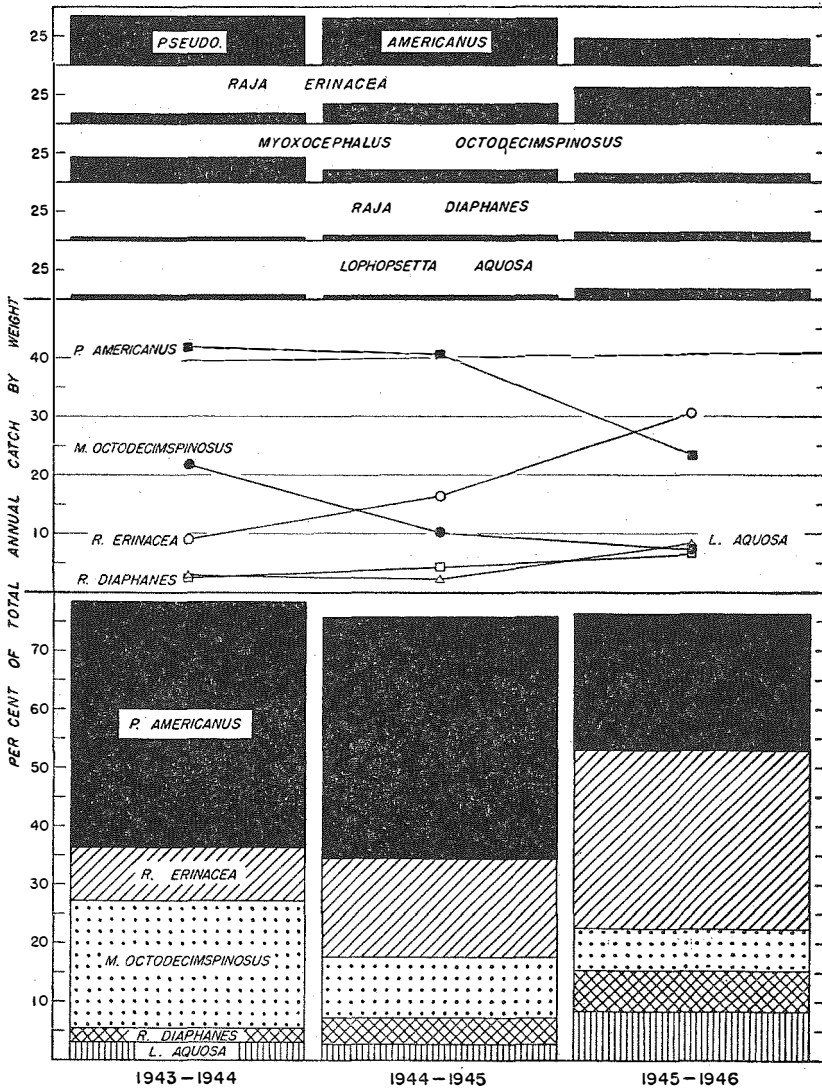 25
PSEUDO. AMERICANUS
RAJA ERINACEA
25
MYOXOCEPHALUS OCTODECIMSPINOSUS
25
RAJA DIAPHANES
25
LOPHOPSETTA AQUOSA
25
PER CENT OF TOTAL ANNUAL CATCH BY WEIGHT
P. AMERICANUS
40
30
M. OCTODECIMSPINOSUS
20
10
R. ERINACEA
L. AQUOSA
R. DIAPHANES
70
P. AMERICANUS
60
50
40
30
R. ERINACEA
20
M. OCTODECIMSPINOSUS
10
R. DIAPHANES
L. AQUOSA
1943-1944 1944-1945 1945-1946